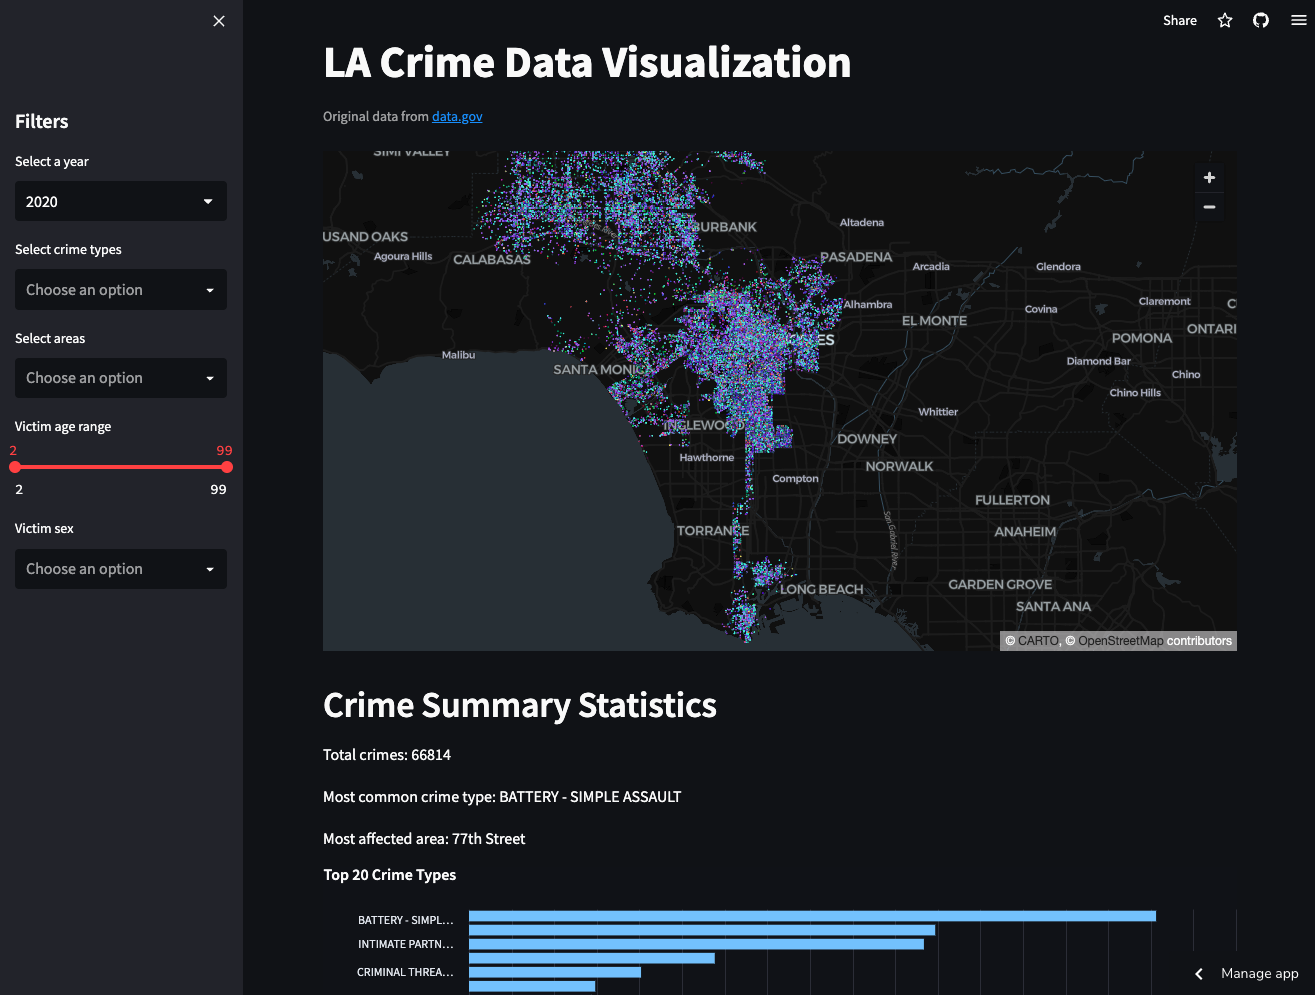 Share
Filters
Select a year
2020
Select crime types
Choose an option
Select areas
Choose an option
Victim age range
2 99
2 99
Victim sex
Choose an option
LA Crime Data Visualization
Original data from data.gov
SIMI VALLEY
BURBANK
Altadena
USAND OAKS
Agoura Hills
CALABASAS
PASADENA
Arcadia
Glendora
Alhambra
Covina
Claremont
EL MONTE
POMONA
ONTARI
LES
Malibu
SANTA MONIC
Diamond Bar
Chino
Chino Hills
Whittier
INGLEWOOD
DOWNEY
Hawthorne
NORWALK
Compton
FULLERTON
TORRANCE
San Gabriel River
ANAHEIM
LONG BEACH
GARDEN GROVE
SANTA ANA
© CARTO, © OpenStreetMap contributors
Crime Summary Statistics
Total crimes: 66814
Most common crime type: BATTERY - SIMPLE ASSAULT
Most affected area: 77th Street
Top 20 Crime Types
BATTERY - SIMPL...
INTIMATE PARTN...
CRIMINAL THREA...
Manage app